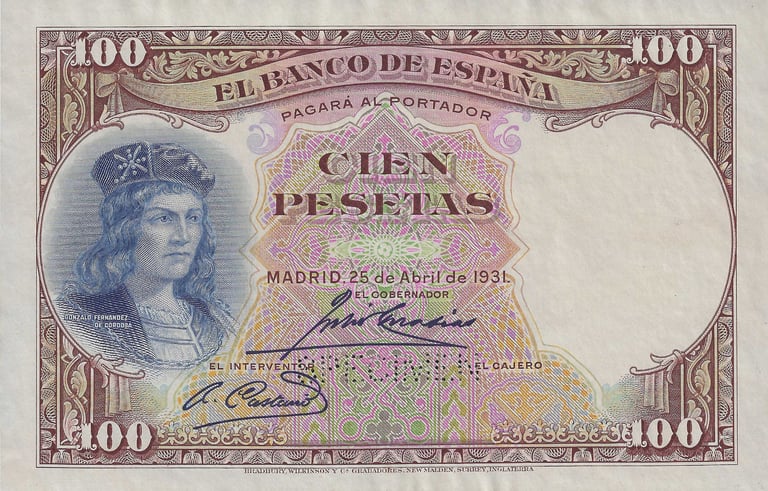 100 100
EL BANCO DE ESPAÑA
PAGARÁ AL PORTADOR
CIEN
PESETAS
MADRID, 25 de Abril de 1931.
EL GOBERNADOR
GONZALO FERNANDEZ
DE CORDOBA
EL INTERVENTOR EL CAJERO
SPECIMEN
100 100
BRADBURY, WILKINSON Y Cª GRABADORES, NEW MALDEN, SURREY, INGLATERRA